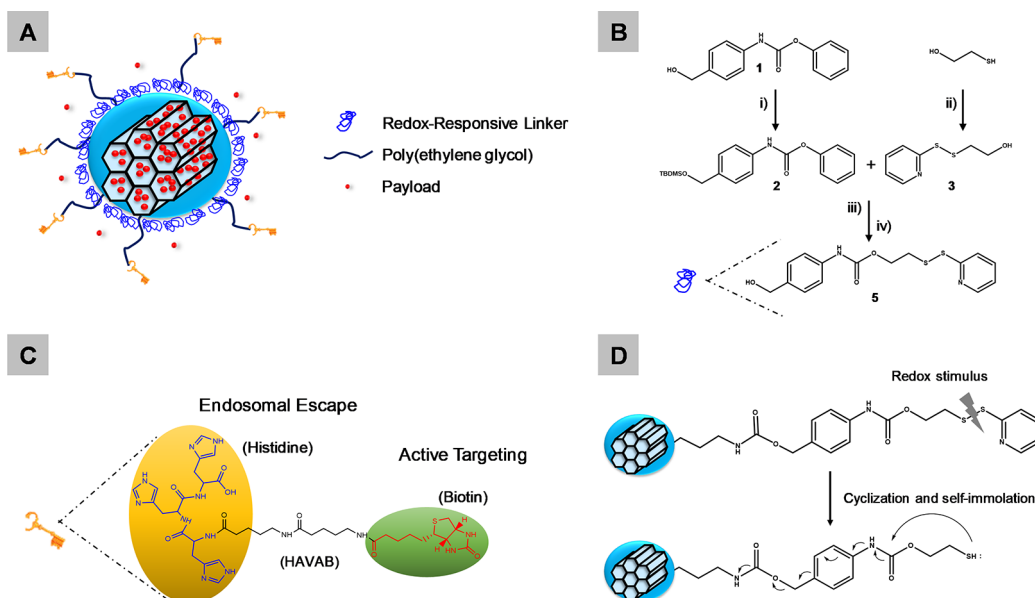 A
Redox-Responsive Linker
Poly(ethylene glycol)
Payload
B
H
N
O
O
HO
1
HO
SH
i)
ii)
H
N
O
O
TBDMSO
2
+
S
S
OH
N
3
iii)
iv)
H
N
O
O
S
S
HO
N
5
C
Endosomal Escape
(Histidine)
Active Targeting
(Biotin)
(HAVAB)
D
Redox stimulus
Cyclization and self-immolation
SH :